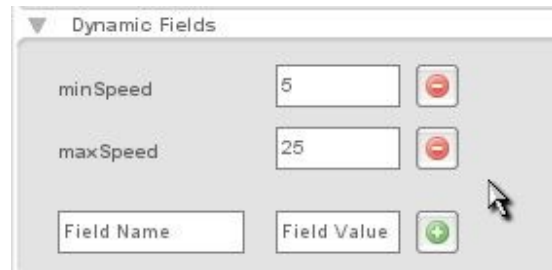 Dynamic Fields
minSpeed 5
maxSpeed 25
Field Name Field Value